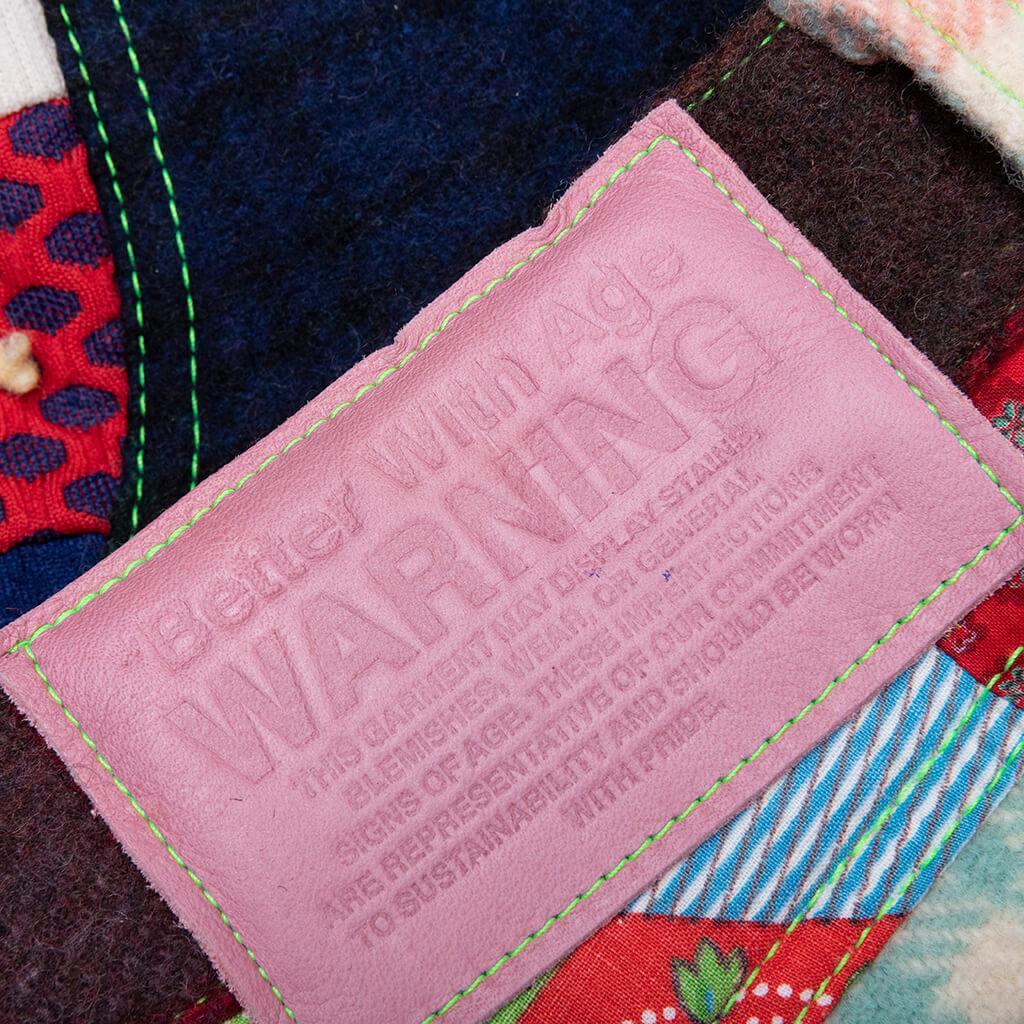 Better With Age
WARNING
THIS GARMENT MAY DISPLAY STAINS,
BLEMISHES, WEAR, OR GENERAL
SIGNS OF AGE. THESE IMPERFECTIONS
ARE REPRESENTATIVE OF OUR COMMITMENT
TO SUSTAINABILITY AND SHOULD BE WORN
WITH PRIDE.